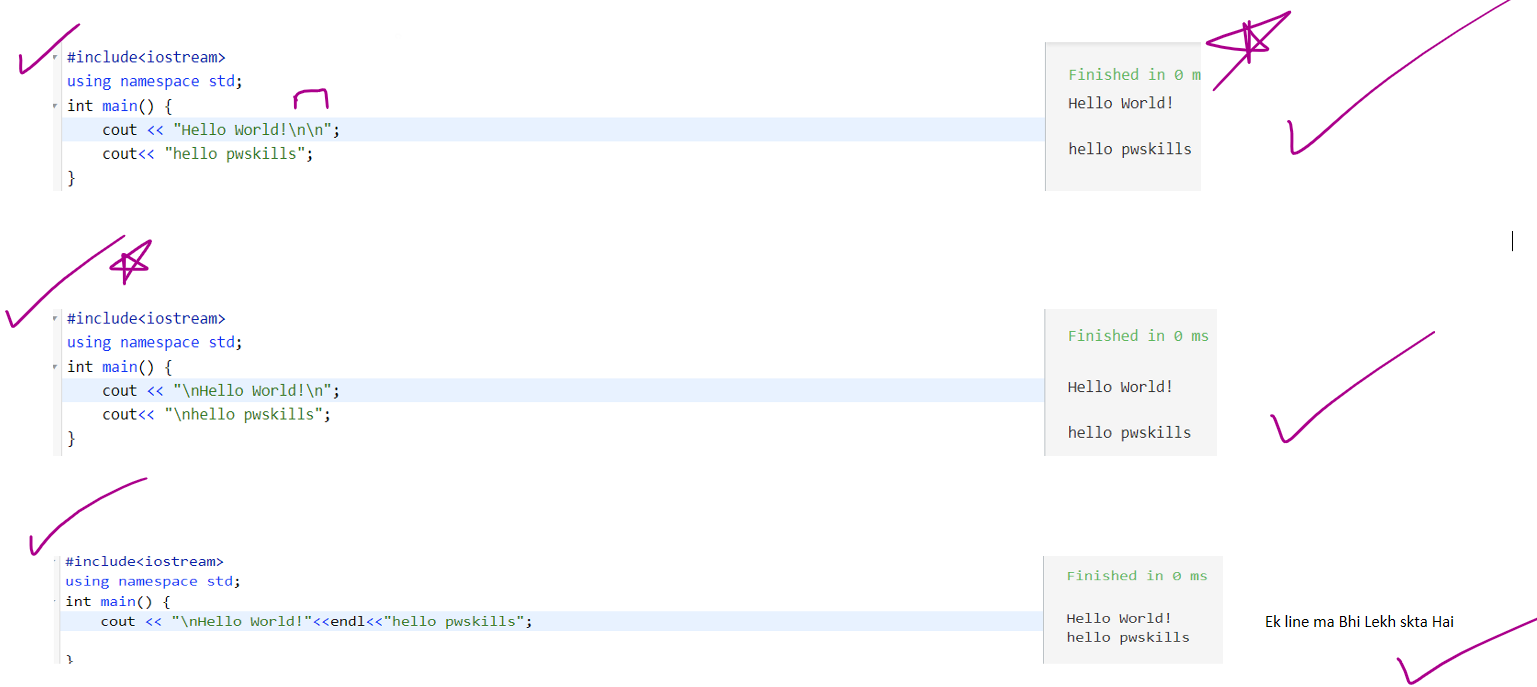 #include<iostream>
using namespace std;
int main() {
cout << "Hello World!\n\n";
cout<< "hello pwskills";
}
Finished in 0 m
Hello World!
hello pwskills
#include<iostream>
using namespace std;
int main() {
cout << "\nHello World!\n";
cout<< "\nhello pwskills";
}
Finished in 0 ms
Hello World!
hello pwskills
#include<iostream>
using namespace std;
int main() {
cout << "\nHello World!"<<endl<<"hello pwskills";
}
Finished in 0 ms
Hello World!
hello pwskills
Ek line ma Bhi Lekh skta Hai